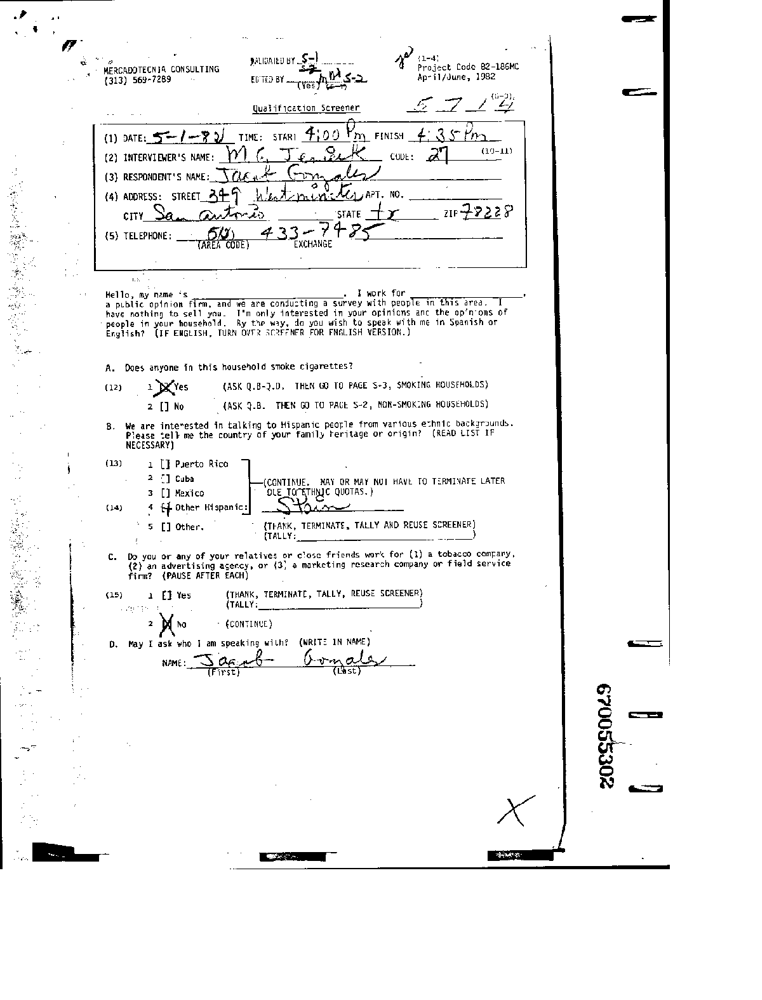 MERCADOTECNIA CONSULTING
(313) 569-7289
VALIDATED BY S-1
S-2
EDITED BY S-2
(Yes)
(1-4)
Project Code 82-186MC
April/June, 1982
Qualification Screener
(5-9)
5 7 1 4
(1) DATE: 5-1-82 TIME: START 4:00 Pm FINISH 4:35 Pm
(2) INTERVIEWER'S NAME: M G CODE: 27 (10-11)
(3) RESPONDENT'S NAME: Jacob Gonzales
(4) ADDRESS: STREET 349 Westminster APT. NO.
CITY San Antonio STATE tx ZIP 78228
(5) TELEPHONE: (512) 433-7485
(AREA CODE) EXCHANGE
Hello, my name is ____________, I work for ____________,
a public opinion firm, and we are conducting a survey with people in this area. I
have nothing to sell you. I'm only interested in your opinions and the opinions of
people in your household. By the way, do you wish to speak with me in Spanish or
English? (IF ENGLISH, TURN OVER SCREENER FOR ENGLISH VERSION.)
A. Does anyone in this household smoke cigarettes?
(12) 1 [X] Yes (ASK Q.B-Q.D. THEN GO TO PAGE S-3, SMOKING HOUSEHOLDS)
2 [] No (ASK Q.B. THEN GO TO PAGE S-2, NON-SMOKING HOUSEHOLDS)
B. We are interested in talking to Hispanic people from various ethnic backgrounds.
Please tell me the country of your family heritage or origin? (READ LIST IF
NECESSARY)
(13) 1 [] Puerto Rico
2 [] Cuba (CONTINUE. MAY OR MAY NOT HAVE TO TERMINATE LATER
3 [] Mexico DUE TO ETHNIC QUOTAS.)
(14) 4 [] Other Hispanic: Spain
5 [] Other. (THANK, TERMINATE, TALLY AND REUSE SCREENER)
(TALLY: ____________)
C. Do you or any of your relatives or close friends work for (1) a tobacco company,
(2) an advertising agency, or (3) a marketing research company or field service
firm? (PAUSE AFTER EACH)
(15) 1 [] Yes (THANK, TERMINATE, TALLY, REUSE SCREENER)
(TALLY: ____________)
2 [X] No (CONTINUE)
D. May I ask who I am speaking with? (WRITE IN NAME)
NAME: Jacob Gonzales
(First) (Last)
670055302
X